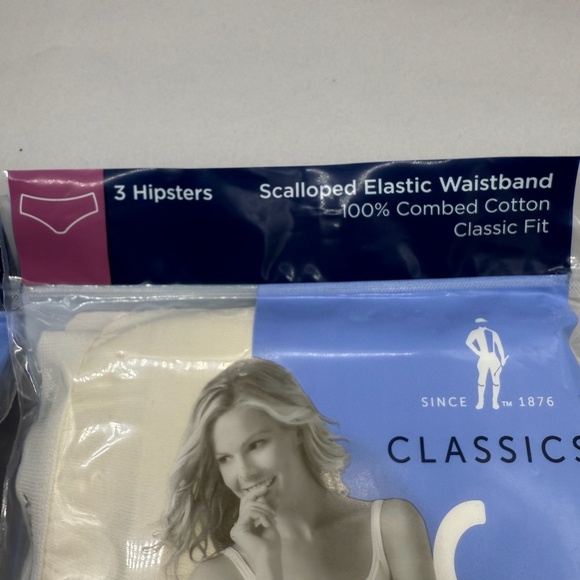 3 Hipsters
Scalloped Elastic Waistband
100% Combed Cotton
Classic Fit
SINCE ™ 1876
CLASSICS